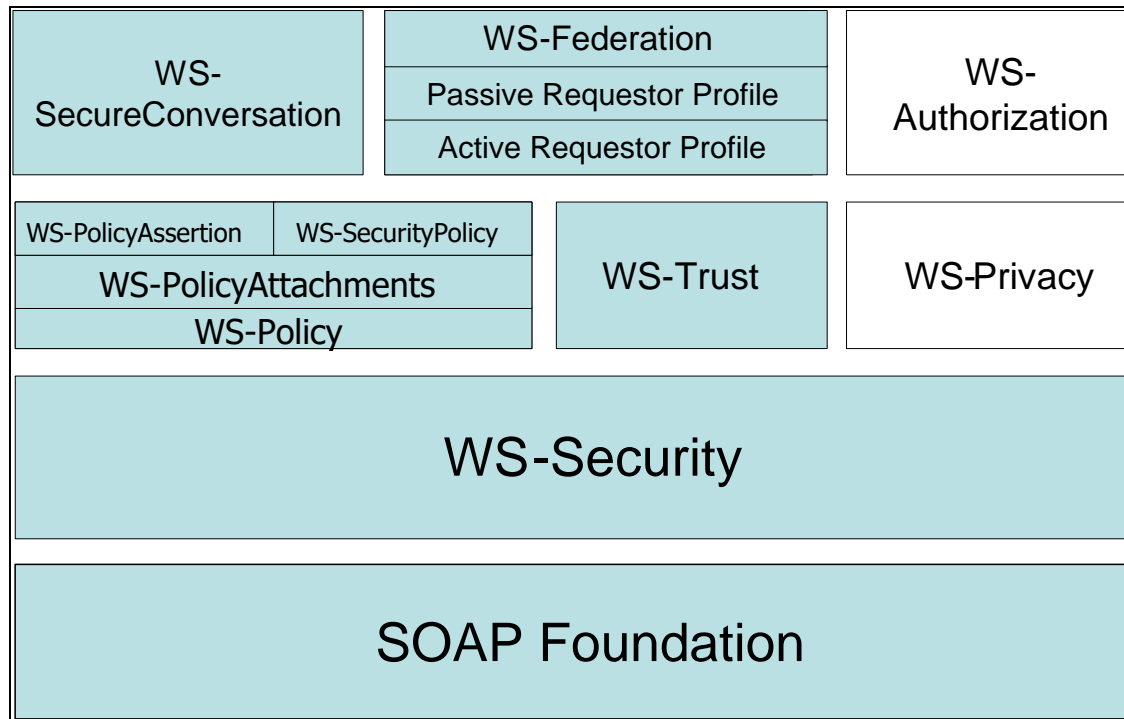 WS-
SecureConversation
WS-Federation
Passive Requestor Profile
Active Requestor Profile
WS-
Authorization
WS-PolicyAssertion
WS-SecurityPolicy
WS-PolicyAttachments
WS-Policy
WS-Trust
WS-Privacy
WS-Security
SOAP Foundation